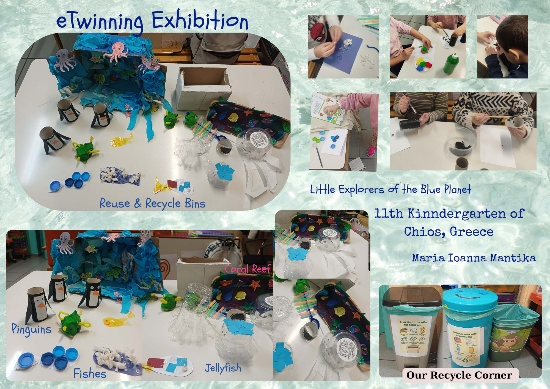 eTwinning Exhibition
Reuse & Recycle Bins
Little Explorers of the Blue Planet
11th Kinndergarten of
Chios, Greece
Maria Ioanna Mantika
Coral Reef
Pinguins
Fishes
Jellyfish
Our Recycle Corner